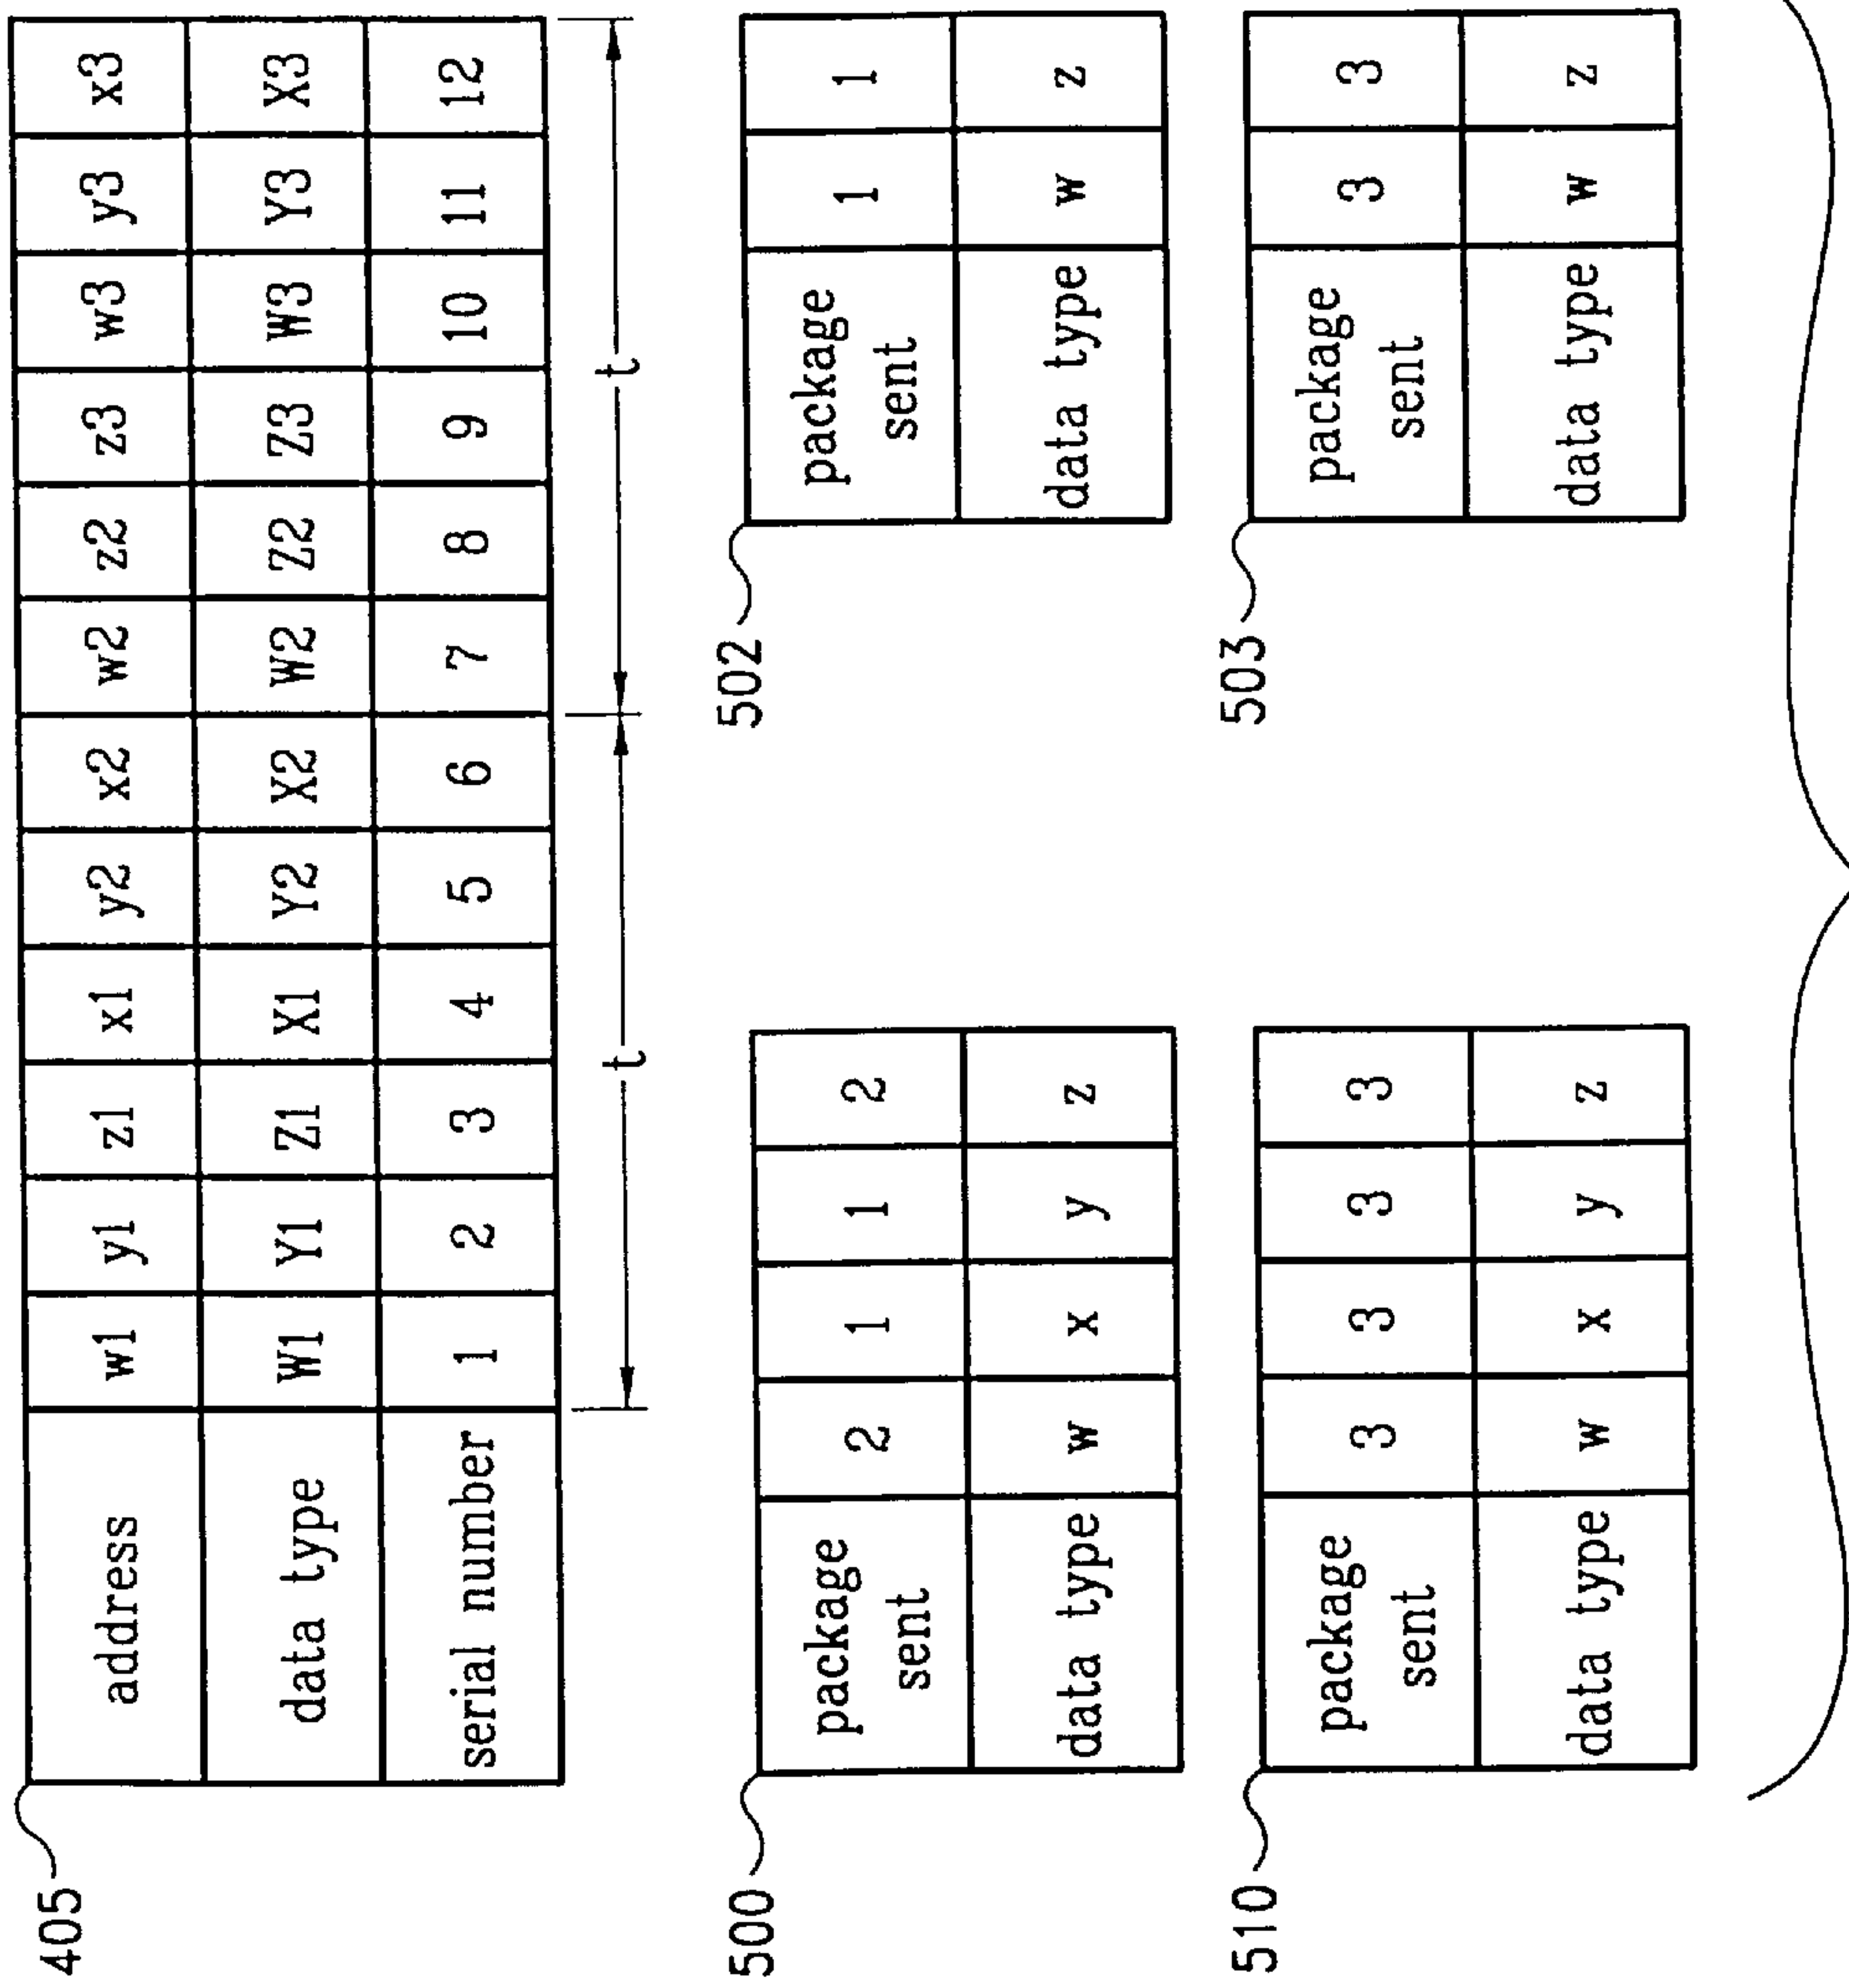 405
address w1 y1 z1 x1 y2 x2 w2 z2 z3 w3 y3 x3
data type W1 Y1 Z1 X1 Y2 X2 W2 Z2 Z3 W3 Y3 X3
serial number 1 2 3 4 5 6 7 8 9 10 11 12
t t
500
package sent 2 1 1 2
data type w x y z
502
package sent 1 1
data type w z
510
package sent 3 3 3 3
data type w x y z
503
package sent 3 3
data type w z